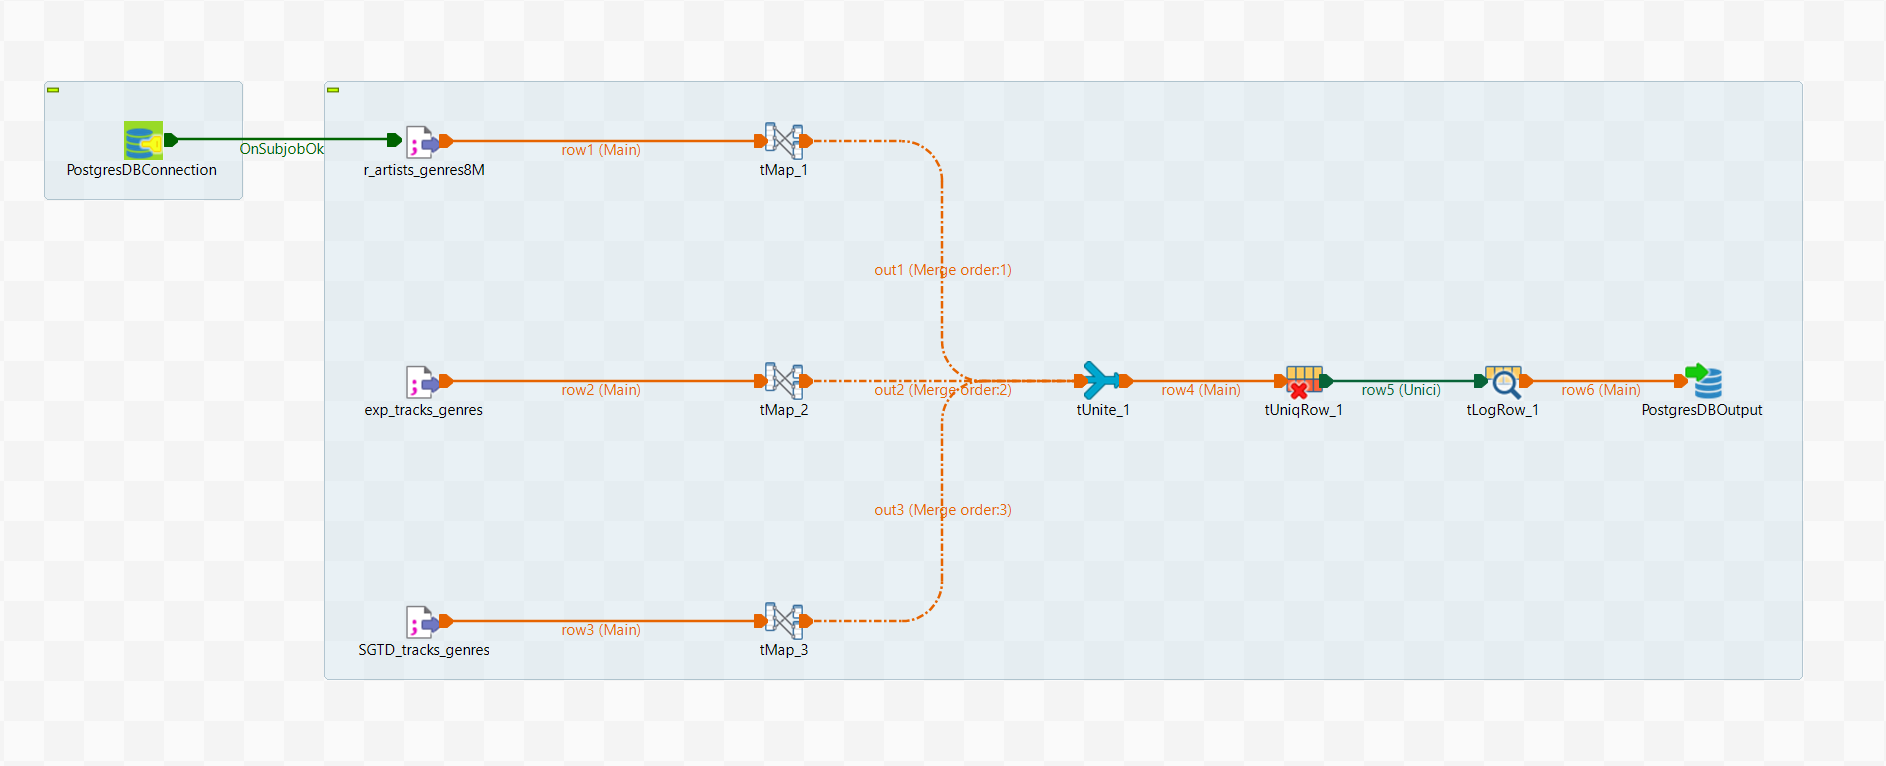 PostgresDBConnection
OnSubjobOk
r_artists_genres8M
row1 (Main)
tMap_1
out1 (Merge order:1)
exp_tracks_genres
row2 (Main)
tMap_2
out2 (Merge order:2)
tUnite_1
row4 (Main)
tUniqRow_1
row5 (Unici)
tLogRow_1
row6 (Main)
PostgresDBOutput
out3 (Merge order:3)
SGTD_tracks_genres
row3 (Main)
tMap_3